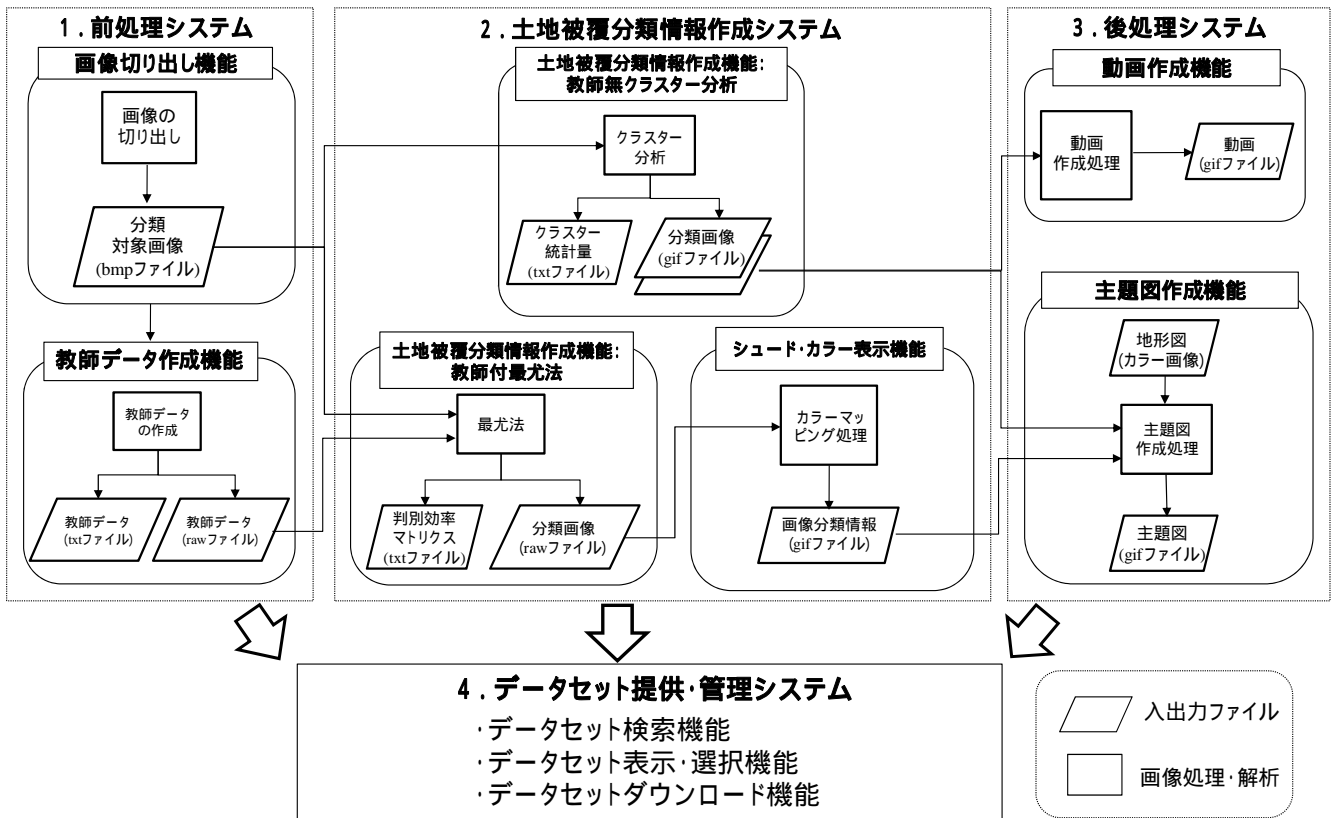 1．前処理システム
画像切り出し機能
画像の
切り出し
分類
対象画像
(bmpファイル)
教師データ作成機能
教師データ
の作成
教師データ
(txtファイル)
教師データ
(rawファイル)
2．土地被覆分類情報作成システム
土地被覆分類情報作成機能：
教師無クラスター分析
クラスター
分析
クラスター
統計量
(txtファイル)
分類画像
(gifファイル)
土地被覆分類情報作成機能：
教師付最尤法
最尤法
判別効率
マトリクス
(txtファイル)
分類画像
(rawファイル)
シュード・カラー表示機能
カラーマッ
ピング処理
画像分類情報
(gifファイル)
3．後処理システム
動画作成機能
動画
作成処理
動画
(gifファイル)
主題図作成機能
地形図
(カラー画像)
主題図
作成処理
主題図
(gifファイル)
4．データセット提供・管理システム
・データセット検索機能
・データセット表示・選択機能
・データセットダウンロード機能
入出力ファイル
画像処理・解析